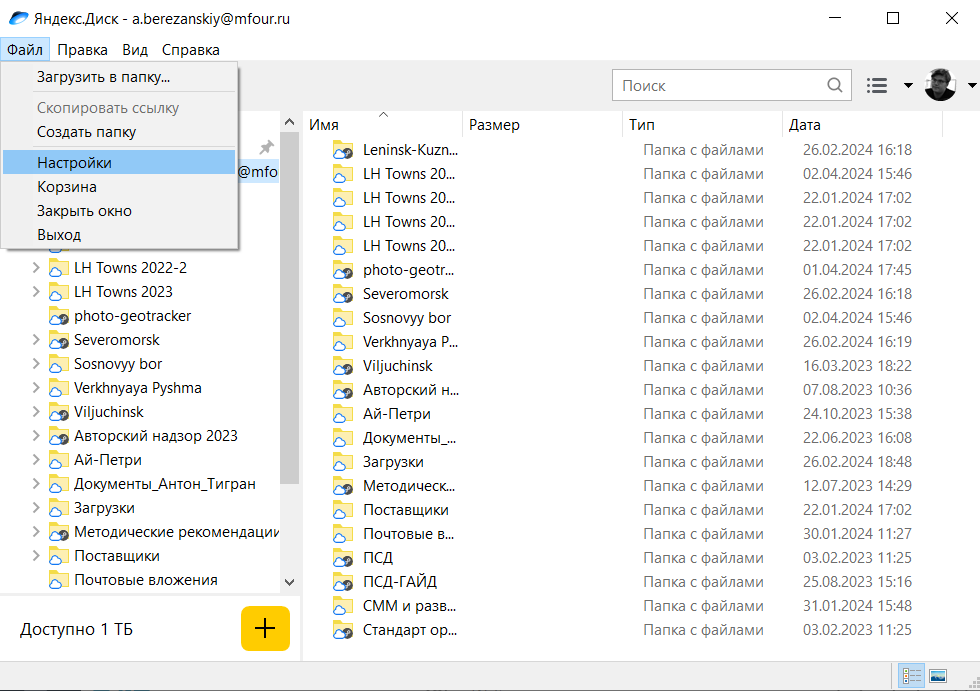 Яндекс.Диск - a.berezanskiy@mfour.ru
Файл Правка Вид Справка
Загрузить в папку...
Скопировать ссылку
Создать папку
Настройки
Корзина
Закрыть окно
Выход
Поиск
@mfo
LH Towns 2022-2
LH Towns 2023
photo-geotracker
Severomorsk
Sosnovyy bor
Verkhnyaya Pyshma
Viljuchinsk
Авторский надзор 2023
Ай-Петри
Документы_Антон_Тигран
Загрузки
Методические рекомендации
Поставщики
Почтовые вложения
Доступно 1 ТБ
Имя Размер Тип Дата
Leninsk-Kuzn... Папка с файлами 26.02.2024 16:18
LH Towns 20... Папка с файлами 02.04.2024 15:46
LH Towns 20... Папка с файлами 22.01.2024 17:02
LH Towns 20... Папка с файлами 22.01.2024 17:02
LH Towns 20... Папка с файлами 22.01.2024 17:02
photo-geotr... Папка с файлами 01.04.2024 17:45
Severomorsk Папка с файлами 26.02.2024 16:18
Sosnovyy bor Папка с файлами 02.04.2024 15:46
Verkhnyaya P... Папка с файлами 26.02.2024 16:19
Viljuchinsk Папка с файлами 16.03.2023 18:22
Авторский н... Папка с файлами 07.08.2023 10:36
Ай-Петри Папка с файлами 24.10.2023 15:38
Документы_... Папка с файлами 22.06.2023 16:08
Загрузки Папка с файлами 26.02.2024 18:48
Методическ... Папка с файлами 12.07.2023 14:29
Поставщики Папка с файлами 22.01.2024 17:02
Почтовые в... Папка с файлами 30.01.2024 11:27
ПСД Папка с файлами 03.02.2023 11:25
ПСД-ГАЙД Папка с файлами 25.08.2023 15:16
СММ и разв... Папка с файлами 31.01.2024 15:48
Стандарт ор... Папка с файлами 03.02.2023 11:25